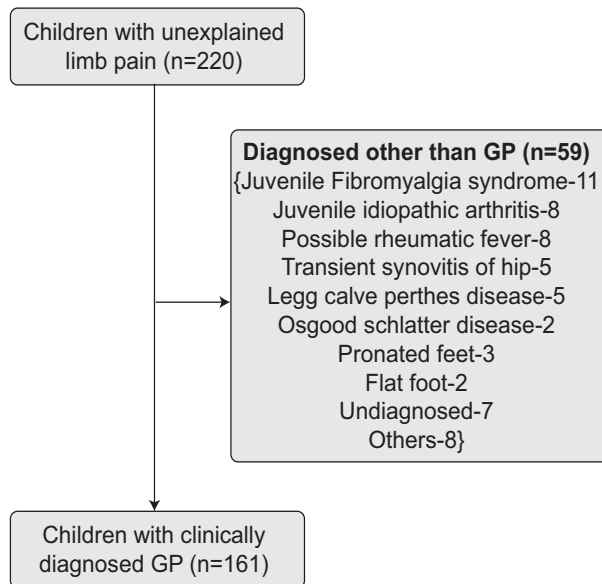 Children with unexplained
limb pain (n=220)
Diagnosed other than GP (n=59)
{Juvenile Fibromyalgia syndrome-11
Juvenile idiopathic arthritis-8
Possible rheumatic fever-8
Transient synovitis of hip-5
Legg calve perthes disease-5
Osgood schlatter disease-2
Pronated feet-3
Flat foot-2
Undiagnosed-7
Others-8}
Children with clinically
diagnosed GP (n=161)